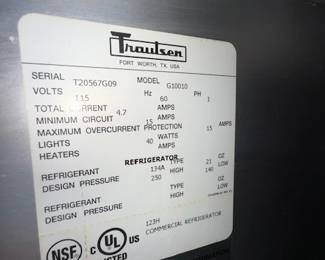 Traulsen
FORT WORTH, TX. USA
SERIAL T20567G09 MODEL G10010
VOLTS 115 Hz 60 PH 1
TOTAL CURRENT 4.7 AMPS
MINIMUM CIRCUIT 15 AMPS
MAXIMUM OVERCURRENT PROTECTION 15 AMPS
LIGHTS 40 WATTS
HEATERS AMPS
REFRIGERATOR
REFRIGERANT 134A TYPE 21 OZ
DESIGN PRESSURE 250 HIGH 140 LOW
REFRIGERANT TYPE OZ
DESIGN PRESSURE HIGH LOW
123H
COMMERCIAL REFRIGERATOR
NSF
C UL US
LISTED